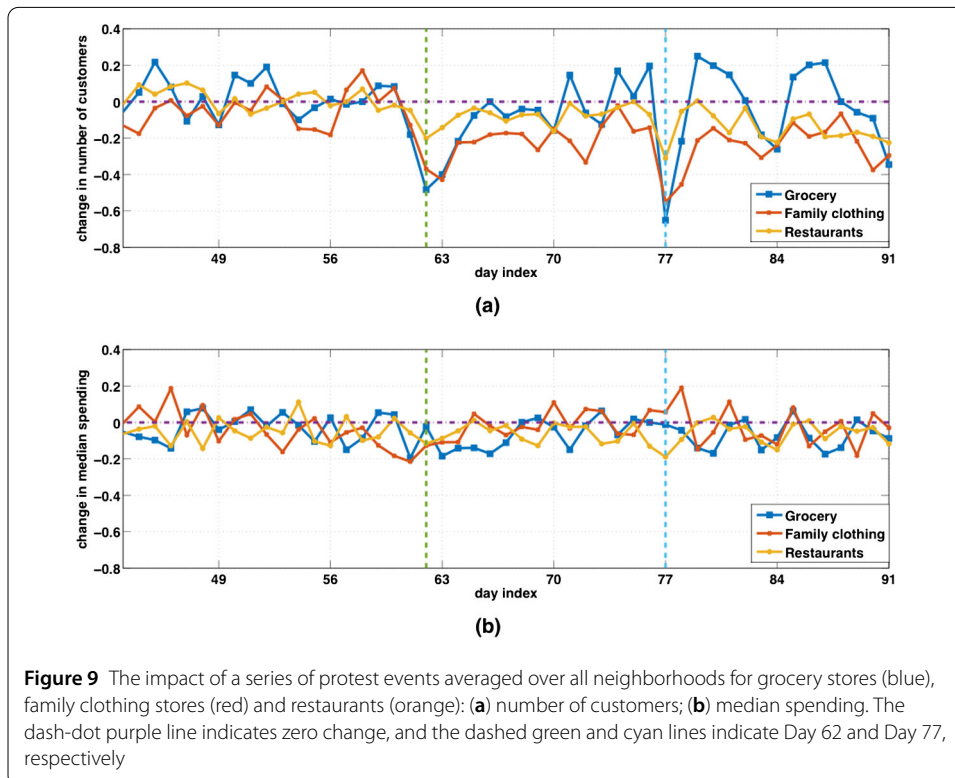 0.4
0.2
0
−0.2
−0.4
−0.6
−0.8
change in number of customers
Grocery
Family clothing
Restaurants
49 56 63 70 77 84 91
day index
(a)
0.4
0.2
0
−0.2
−0.4
−0.6
−0.8
change in median spending
Grocery
Family clothing
Restaurants
49 56 63 70 77 84 91
day index
(b)
Figure 9 The impact of a series of protest events averaged over all neighborhoods for grocery stores (blue),
family clothing stores (red) and restaurants (orange): (a) number of customers; (b) median spending. The
dash-dot purple line indicates zero change, and the dashed green and cyan lines indicate Day 62 and Day 77,
respectively